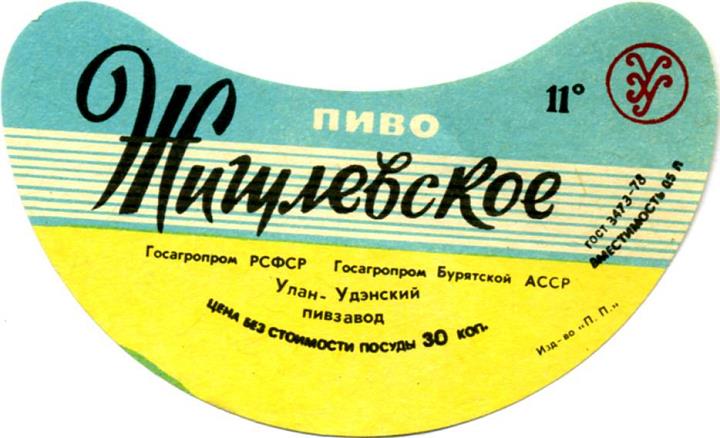 ПИВО
11°
Жигулевское
ГОСТ 3473-78
ВМЕСТИМОСТЬ 0,5 л
Госагропром РСФСР Госагропром Бурятской АССР
Улан-Удэнский
пивзавод
ЦЕНА БЕЗ СТОИМОСТИ ПОСУДЫ 30 коп.
Изд-во «П. П.»